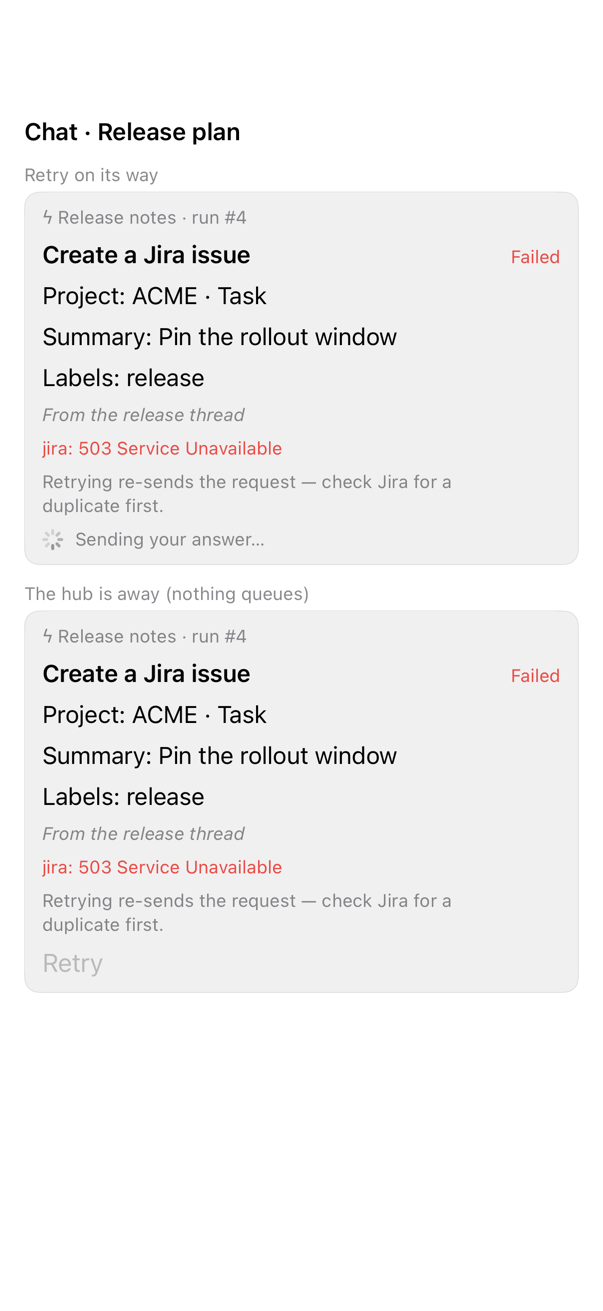 Chat · Release plan
Retry on its way
ϟ Release notes · run #4
Create a Jira issue
Failed
Project: ACME · Task
Summary: Pin the rollout window
Labels: release
From the release thread
jira: 503 Service Unavailable
Retrying re-sends the request — check Jira for a
duplicate first.
Sending your answer…
The hub is away (nothing queues)
ϟ Release notes · run #4
Create a Jira issue
Failed
Project: ACME · Task
Summary: Pin the rollout window
Labels: release
From the release thread
jira: 503 Service Unavailable
Retrying re-sends the request — check Jira for a
duplicate first.
Retry